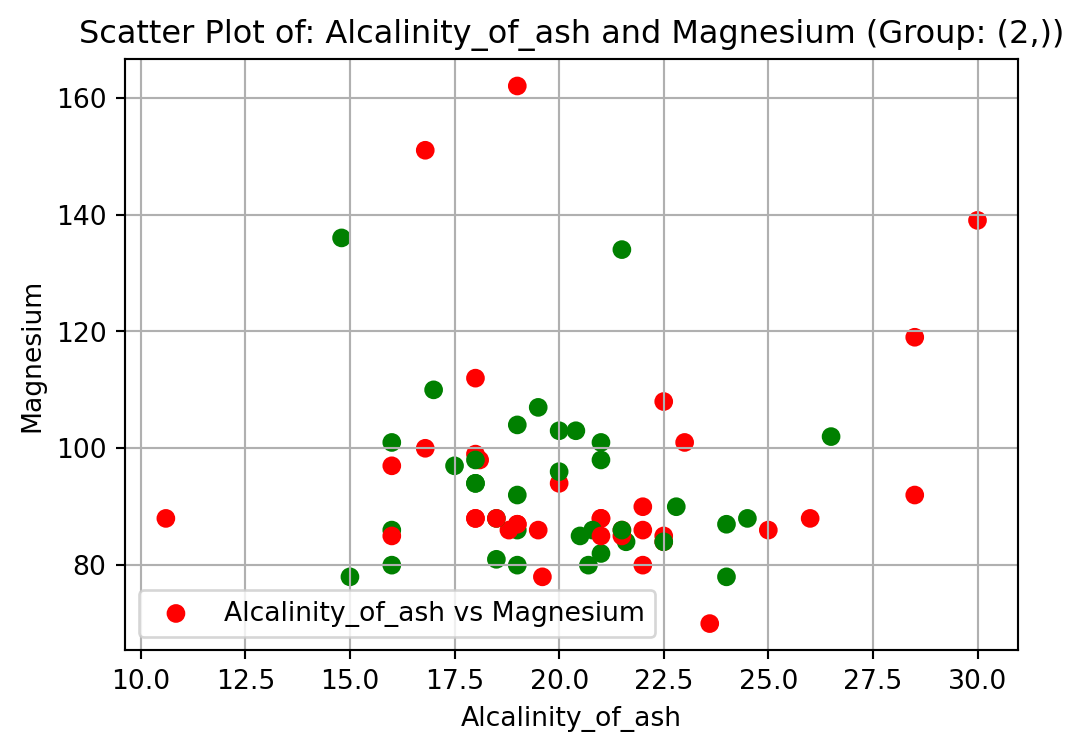 Scatter Plot of: Alcalinity_of_ash and Magnesium (Group: (2,))
160
140
120
100
80
Magnesium
Alcalinity_of_ash vs Magnesium
10.0 12.5 15.0 17.5 20.0 22.5 25.0 27.5 30.0
Alcalinity_of_ash